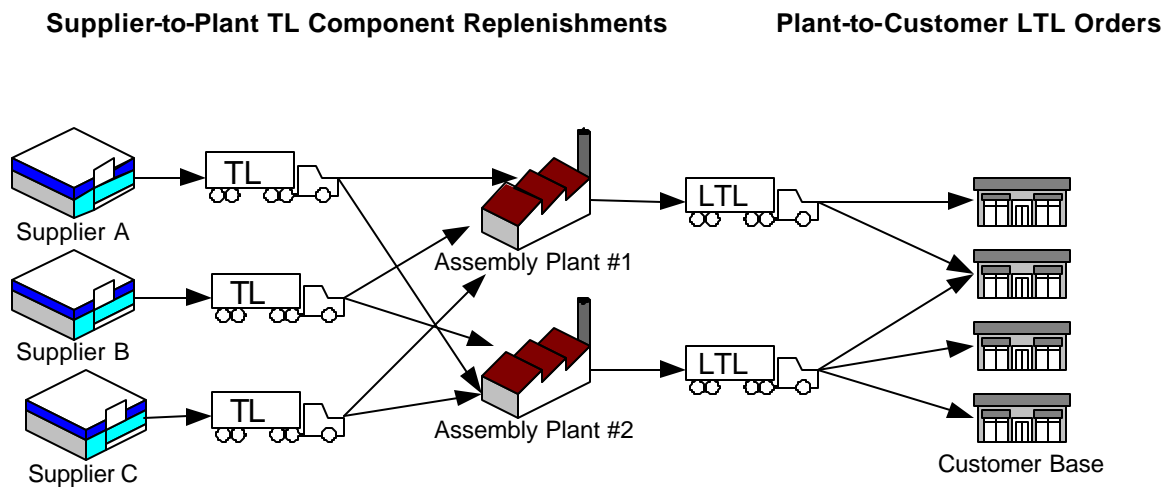 Supplier-to-Plant TL Component Replenishments
Plant-to-Customer LTL Orders
TL
LTL
Supplier A
Assembly Plant #1
TL
Supplier B
TL
LTL
Assembly Plant #2
Supplier C
Customer Base